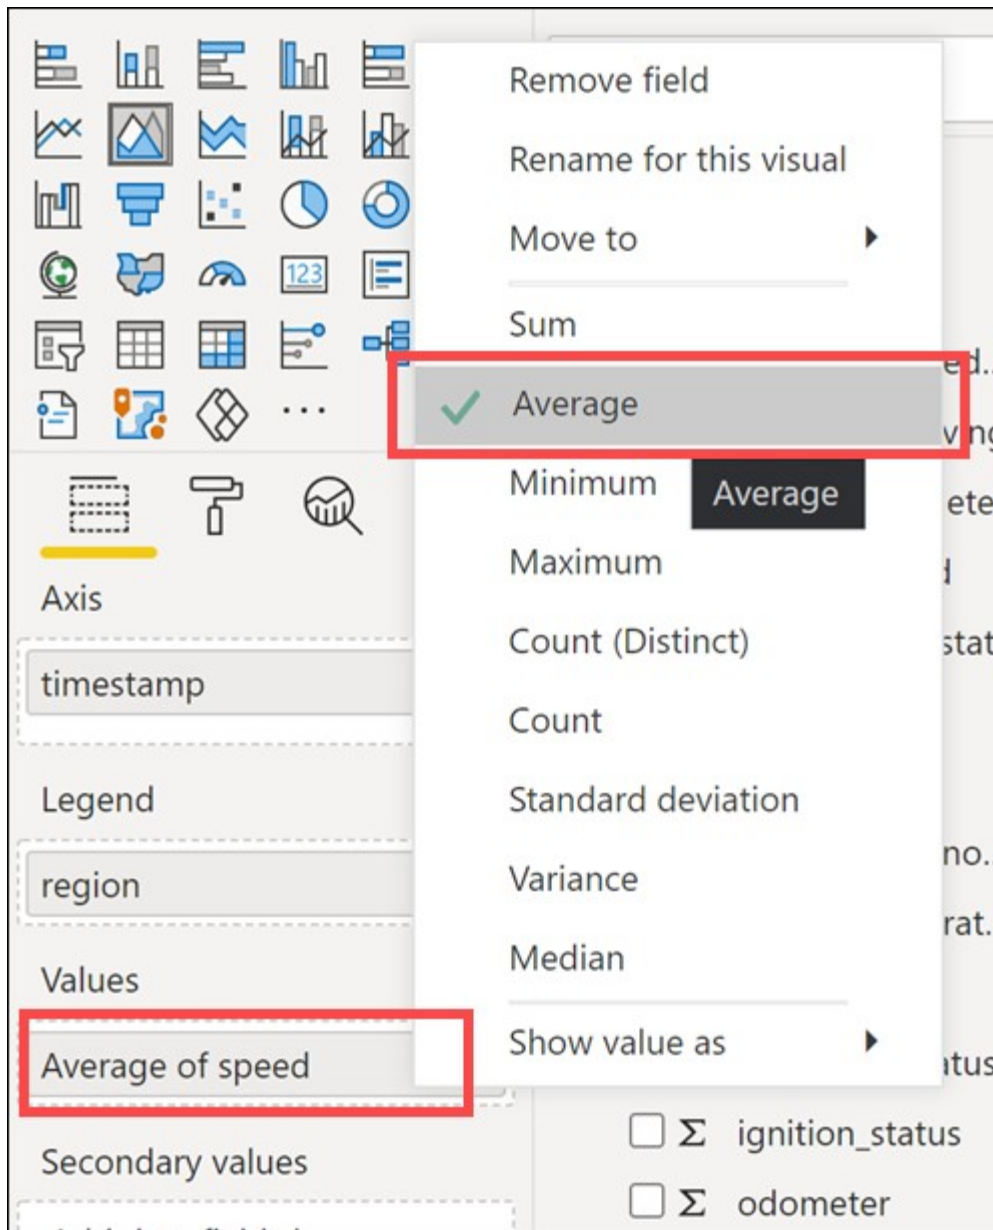 Remove field
Rename for this visual
Move to
123
Sum
Average
Minimum
Average
Maximum
Count (Distinct)
Count
Standard deviation
Variance
Median
Show value as
Axis
timestamp
Legend
region
Values
Average of speed
Secondary values
ignition_status
odometer